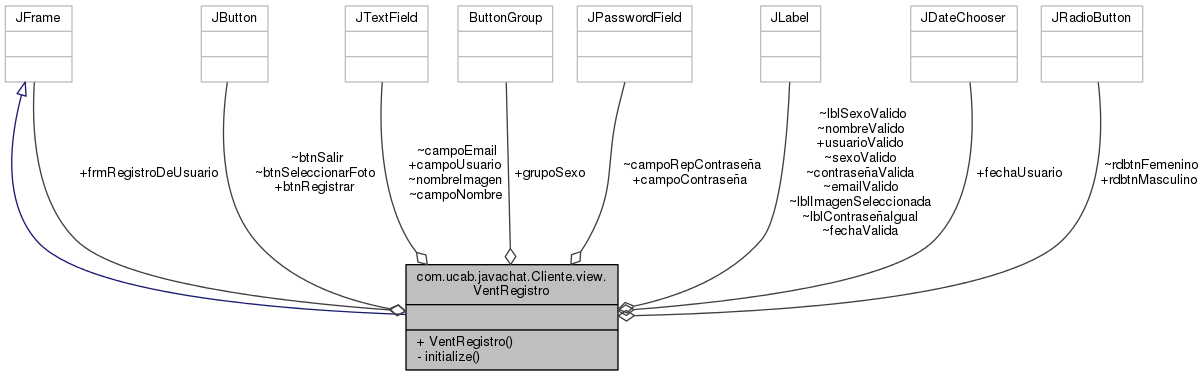 JFrame
JButton
JTextField
ButtonGroup
JPasswordField
JLabel
JDateChooser
JRadioButton
+frmRegistroDeUsuario
~btnSalir
~btnSeleccionarFoto
+btnRegistrar
~campoEmail
+campoUsuario
~nombreImagen
~campoNombre
+grupoSexo
~campoRepContraseña
+campoContraseña
~lblSexoValido
~nombreValido
+usuarioValido
~sexoValido
~contraseñaValida
~emailValido
~lblImagenSeleccionada
~lblContraseñaIgual
~fechaValida
+fechaUsuario
~rdbtnFemenino
+rdbtnMasculino
com.ucab.javachat.Cliente.view.
VentRegistro
+ VentRegistro()
- initialize()